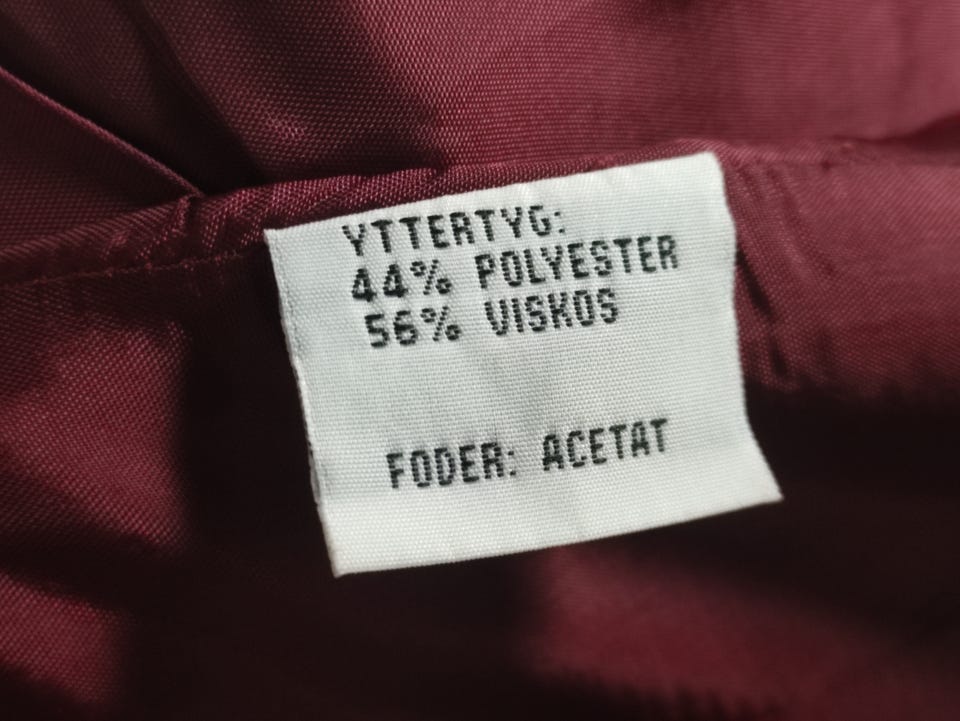 YTTERTYG:
44% POLYESTER
56% VISKOS
FODER: ACETAT